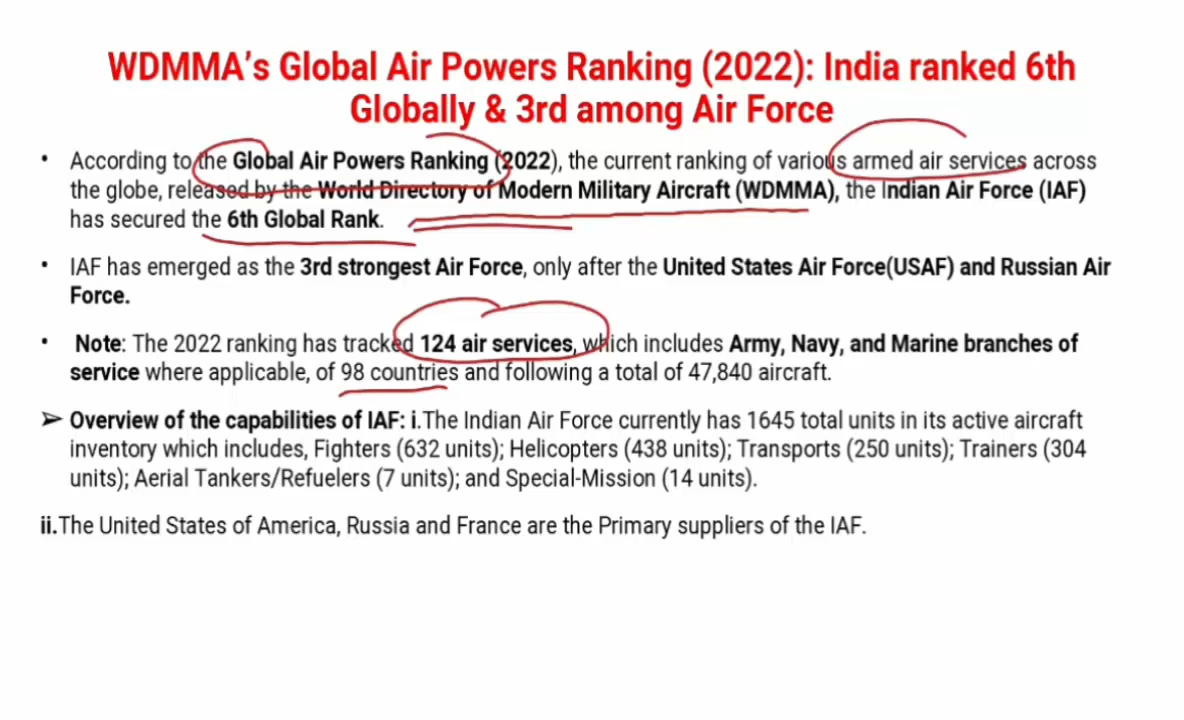 WDMMA's Global Air Powers Ranking (2022): India ranked 6th
Globally & 3rd among Air Force
• According to the Global Air Powers Ranking (2022), the current ranking of various armed air services across
the globe, released by the World Directory of Modern Military Aircraft (WDMMA), the Indian Air Force (IAF)
has secured the 6th Global Rank.
• IAF has emerged as the 3rd strongest Air Force, only after the United States Air Force(USAF) and Russian Air
Force.
• Note: The 2022 ranking has tracked 124 air services, which includes Army, Navy, and Marine branches of
service where applicable, of 98 countries and following a total of 47,840 aircraft.
➢ Overview of the capabilities of IAF: i.The Indian Air Force currently has 1645 total units in its active aircraft
inventory which includes, Fighters (632 units); Helicopters (438 units); Transports (250 units); Trainers (304
units); Aerial Tankers/Refuelers (7 units); and Special-Mission (14 units).
ii.The United States of America, Russia and France are the Primary suppliers of the IAF.